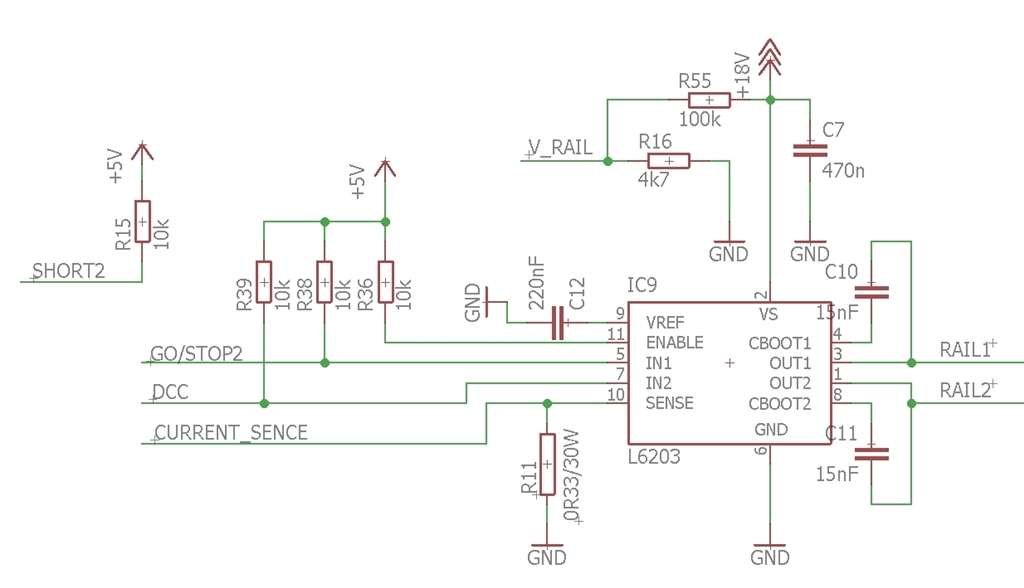 +18V
R55
100k
C7
470n
V_RAIL
R16
4k7
GND
GND
+5V
R15
10k
SHORT2
+5V
R39
10k
R38
10k
R36
10k
GND
220nF
C12
IC9
C10
15nF
2
VS
9
VREF
11
ENABLE
CBOOT1
4
GO/STOP2
5
IN1
OUT1
3
RAIL1
DCC
7
IN2
OUT2
1
RAIL2
10
SENSE
CBOOT2
8
CURRENT_SENCE
GND
6
L6203
C11
15nF
R11
0R33/30W
GND
GND